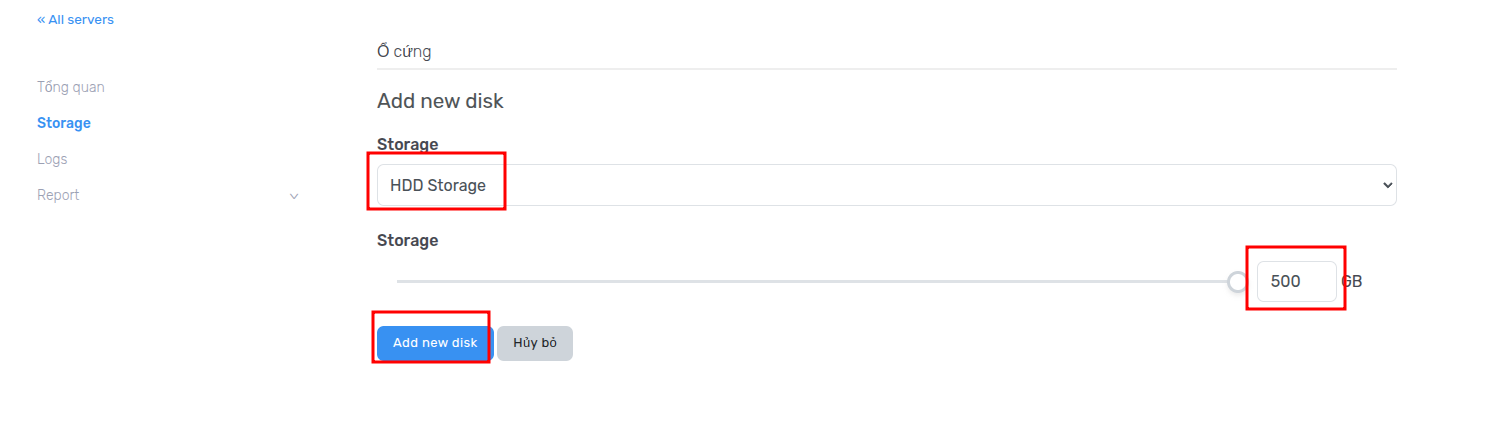 « All servers
Tổng quan
Storage
Logs
Report
Ổ cứng
Add new disk
Storage
HDD Storage
Storage
500 GB
Add new disk Hủy bỏ